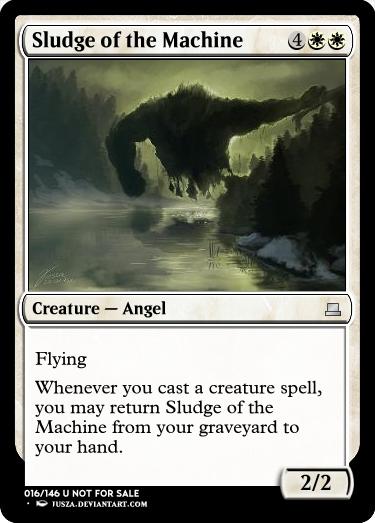 Sludge of the Machine 4
Creature — Angel
Flying
Whenever you cast a creature spell,
you may return Sludge of the
Machine from your graveyard to
your hand.
2/2
016/146 U NOT FOR SALE
JUSZA.DEVIANTART.COM